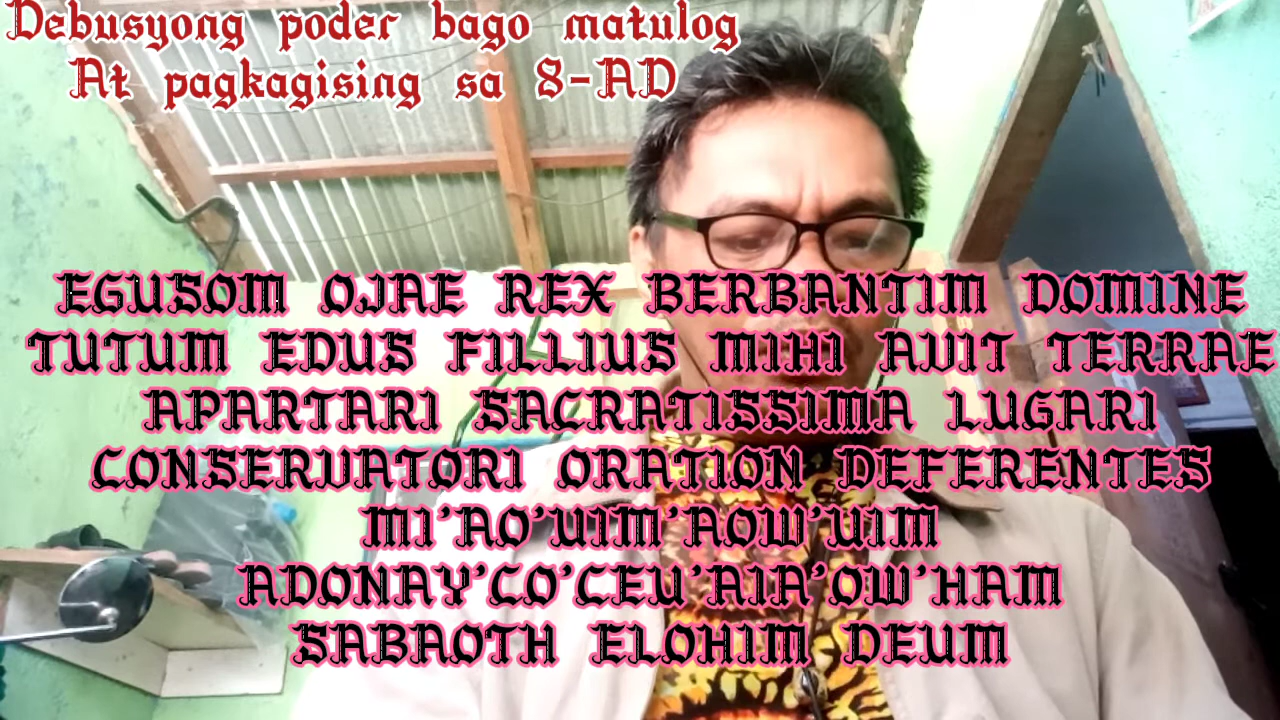 Debusyong poder bago matulog
At pagkagising sa 8-AD
EGUSOM OJAE REX BERBANTIM DOMINE
TUTUM EDUS FILLIUS MIHI AVIT TERRAE
APARTARI SACRATISSIMA LUGARI
CONSERVATORI ORATION DEFERENTES
MI'AO'UIM'AOW'UIM
ADONAY'CO'CEU'AIA'OW'HAM
SABAOTH ELOHIM DEUM